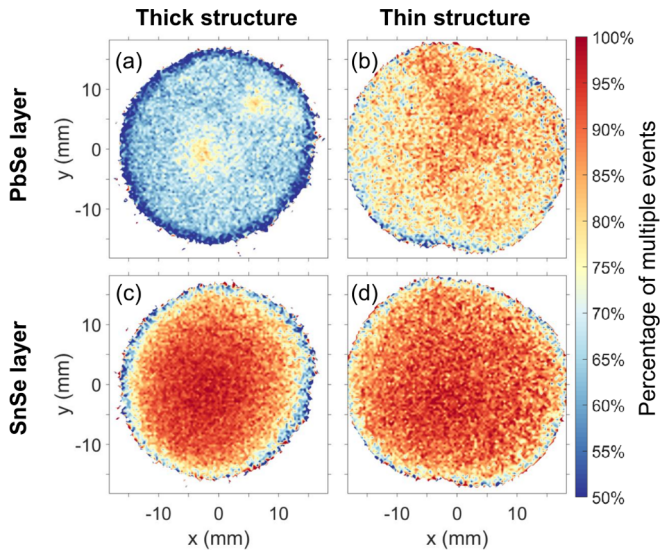 Thick structure
Thin structure
PbSe layer
SnSe layer
(a)
(b)
(c)
(d)
y (mm)
10
0
-10
y (mm)
10
0
-10
-10
0
10
x (mm)
-10
0
10
x (mm)
100%
95%
90%
85%
80%
75%
70%
65%
60%
55%
50%
Percentage of multiple events